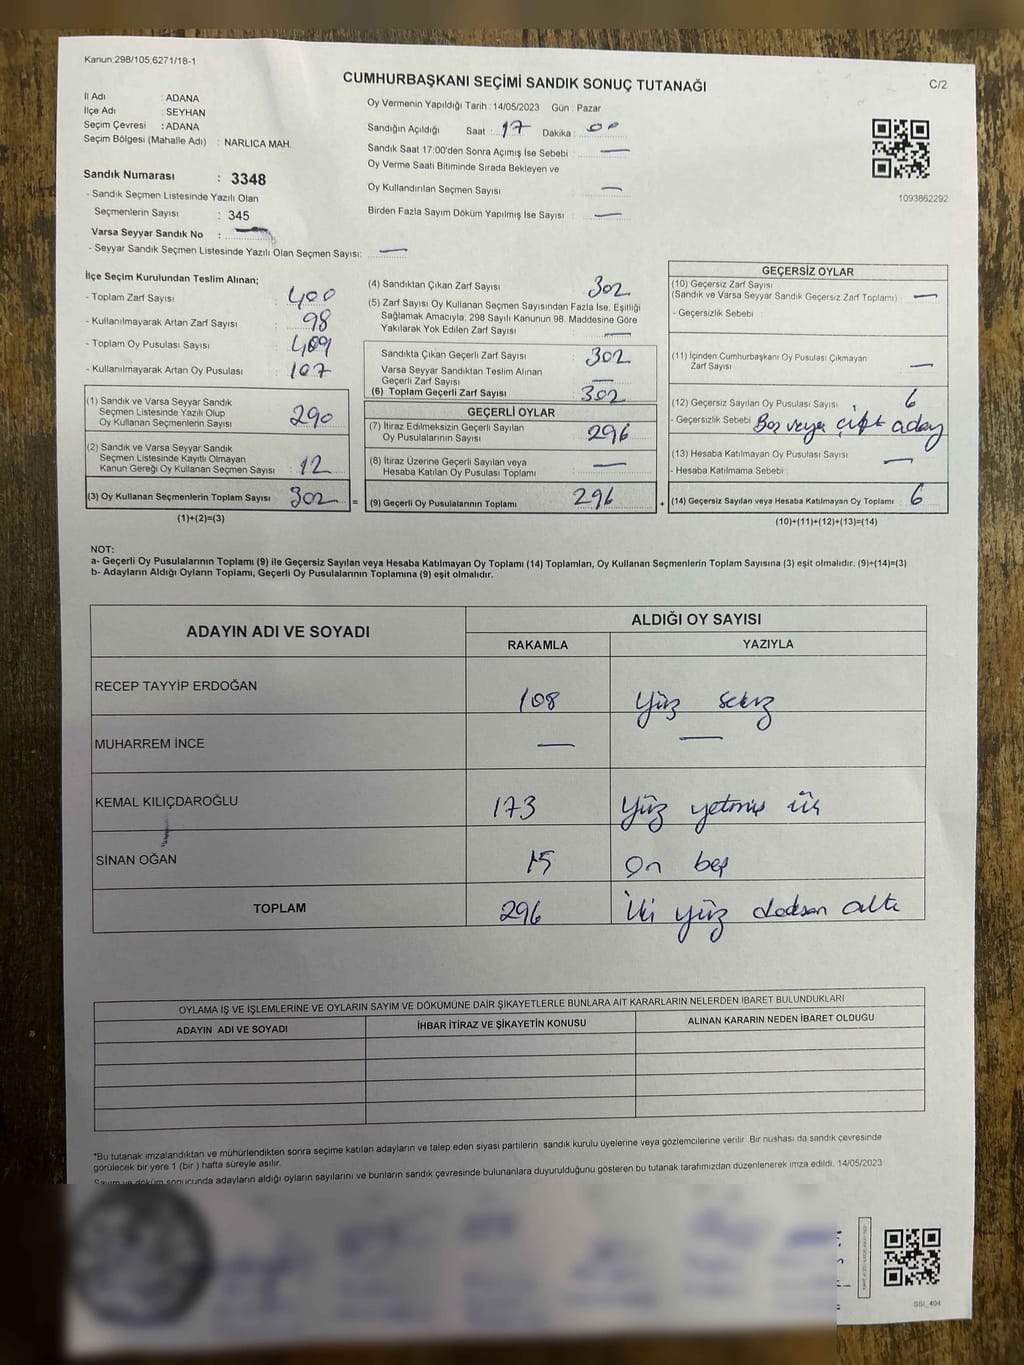 Kanun:298/105,6271/18-1
CUMHURBAŞKANI SEÇİMİ SANDIK SONUÇ TUTANAĞI
C/2
İl Adı : ADANA
İlçe Adı : SEYHAN
Seçim Çevresi : ADANA
Seçim Bölgesi (Mahalle Adı) : NARLICA MAH.
Oy Vermenin Yapıldığı Tarih : 14/05/2023 Gün : Pazar
Sandığın Açıldığı Saat : 17 Dakika : 00
Sandık Saat 17:00'den Sonra Açımış İse Sebebi : —
Oy Verme Saati Bitiminde Sırada Bekleyen ve
Oy Kullandırılan Seçmen Sayısı —
Birden Fazla Sayım Döküm Yapılmış İse Sayısı : —
1093862292
Sandık Numarası : 3348
- Sandık Seçmen Listesinde Yazılı Olan
Seçmenlerin Sayısı : 345
Varsa Seyyar Sandık No : —
- Seyyar Sandık Seçmen Listesinde Yazılı Olan Seçmen Sayısı: —
İlçe Seçim Kurulundan Teslim Alınan;
- Toplam Zarf Sayısı : 400
- Kullanılmayarak Artan Zarf Sayısı : 98
- Toplam Oy Pusulası Sayısı : 409
- Kullanılmayarak Artan Oy Pusulası : 107
(1) Sandık ve Varsa Seyyar Sandık
Seçmen Listesinde Yazılı Olup
Oy Kullanan Seçmenlerin Sayısı 290
(2) Sandık ve Varsa Seyyar Sandık
Seçmen Listesinde Kayıtlı Olmayan
Kanun Gereği Oy Kullanan Seçmen Sayısı 12
(3) Oy Kullanan Seçmenlerin Toplam Sayısı 302 =
(1)+(2)=(3)
(4) Sandıktan Çıkan Zarf Sayısı 302
(5) Zarf Sayısı Oy Kullanan Seçmen Sayısından Fazla İse, Eşitliği
Sağlamak Amacıyla, 298 Sayılı Kanunun 98. Maddesine Göre
Yakılarak Yok Edilen Zarf Sayısı —
Sandıkta Çıkan Geçerli Zarf Sayısı 302
Varsa Seyyar Sandıktan Teslim Alınan
Geçerli Zarf Sayısı —
(6) Toplam Geçerli Zarf Sayısı 302
GEÇERLİ OYLAR
(7) İtiraz Edilmeksizin Geçerli Sayılan
Oy Pusulalarının Sayısı 296
(8) İtiraz Üzerine Geçerli Sayılan veya
Hesaba Katılan Oy Pusulası Toplamı —
(9) Geçerli Oy Pusulalarının Toplamı 296 +
GEÇERSİZ OYLAR
(10) Geçersiz Zarf Sayısı
(Sandık ve Varsa Seyyar Sandık Geçersiz Zarf Toplamı) —
- Geçersizlik Sebebi :
(11) İçinden Cumhurbaşkanı Oy Pusulası Çıkmayan
Zarf Sayısı —
(12) Geçersiz Sayılan Oy Pusulası Sayısı 6
- Geçersizlik Sebebi Boş veya çift aday
(13) Hesaba Katılmayan Oy Pusulası Sayısı —
- Hesaba Katılmama Sebebi
(14) Geçersiz Sayılan veya Hesaba Katılmayan Oy Toplamı 6
(10)+(11)+(12)+(13)=(14)
NOT:
a- Geçerli Oy Pusulalarının Toplamı (9) ile Geçersiz Sayılan veya Hesaba Katılmayan Oy Toplamı (14) Toplamları, Oy Kullanan Seçmenlerin Toplam Sayısına (3) eşit olmalıdır. (9)+(14)=(3)
b- Adayların Aldığı Oyların Toplamı, Geçerli Oy Pusulalarının Toplamına (9) eşit olmalıdır.
ADAYIN ADI VE SOYADI
ALDIĞI OY SAYISI
RAKAMLA YAZIYLA
RECEP TAYYİP ERDOĞAN 108 Yüz sekiz
MUHARREM İNCE — —
KEMAL KILIÇDAROĞLU 173 Yüz yetmiş üç
SİNAN OĞAN 15 On beş
TOPLAM 296 İki yüz doksan altı
OYLAMA İŞ VE İŞLEMLERİNE VE OYLARIN SAYIM VE DÖKÜMÜNE DAİR ŞİKAYETLERLE BUNLARA AİT KARARLARIN NELERDEN İBARET BULUNDUKLARI
ADAYIN ADI VE SOYADI İHBAR İTİRAZ VE ŞİKAYETİN KONUSU ALINAN KARARIN NEDEN İBARET OLDUĞU
*Bu tutanak imzalandıktan ve mühürlendikten sonra seçime katılan adayların ve talep eden siyasi partilerin sandık kurulu üyelerine veya gözlemcilerine verilir. Bir nushası da sandık çevresinde
görülecek bir yere 1 (bir ) hafta süreyle asılır.
Sayım ve döküm sonucunda adayların aldığı oyların sayılarını ve bunların sandık çevresinde bulunanlara duyurulduğunu gösteren bu tutanak tarafımızdan düzenlenerek imza edildi. 14/05/2023
SSI_404